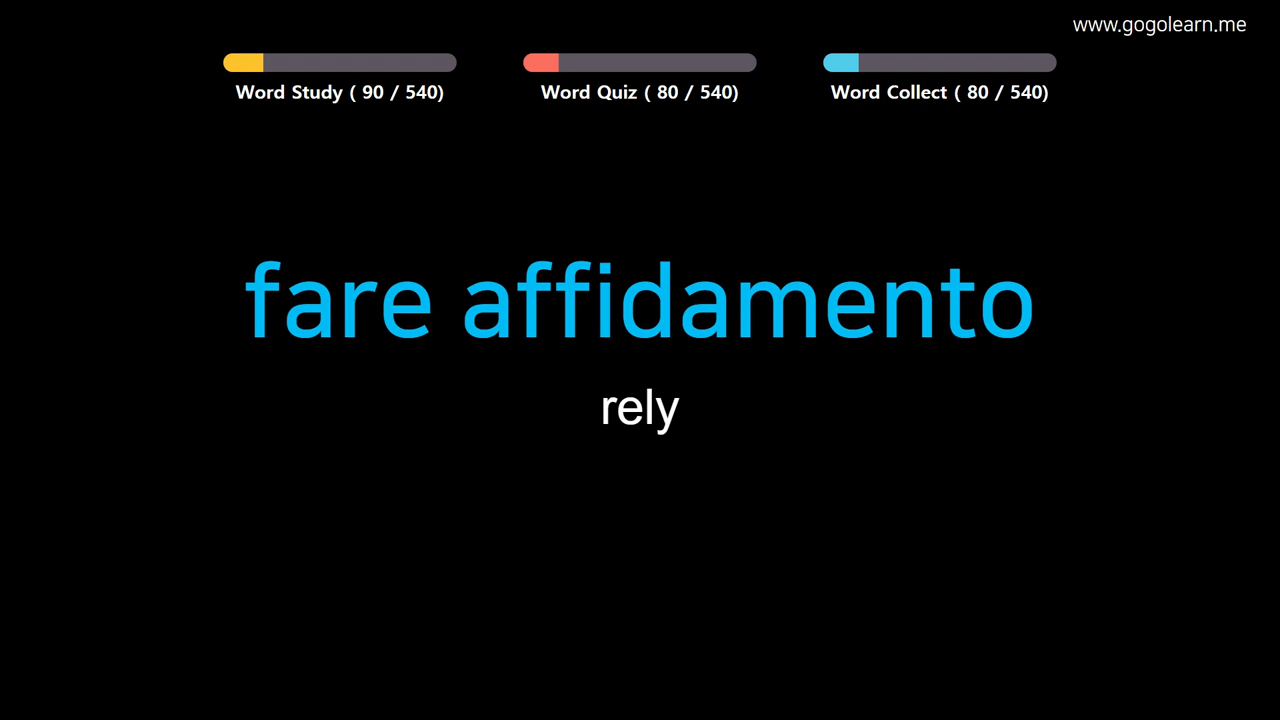 www.gogolearn.me
Word Study ( 90 / 540)
Word Quiz ( 80 / 540)
Word Collect ( 80 / 540)
fare affidamento
rely